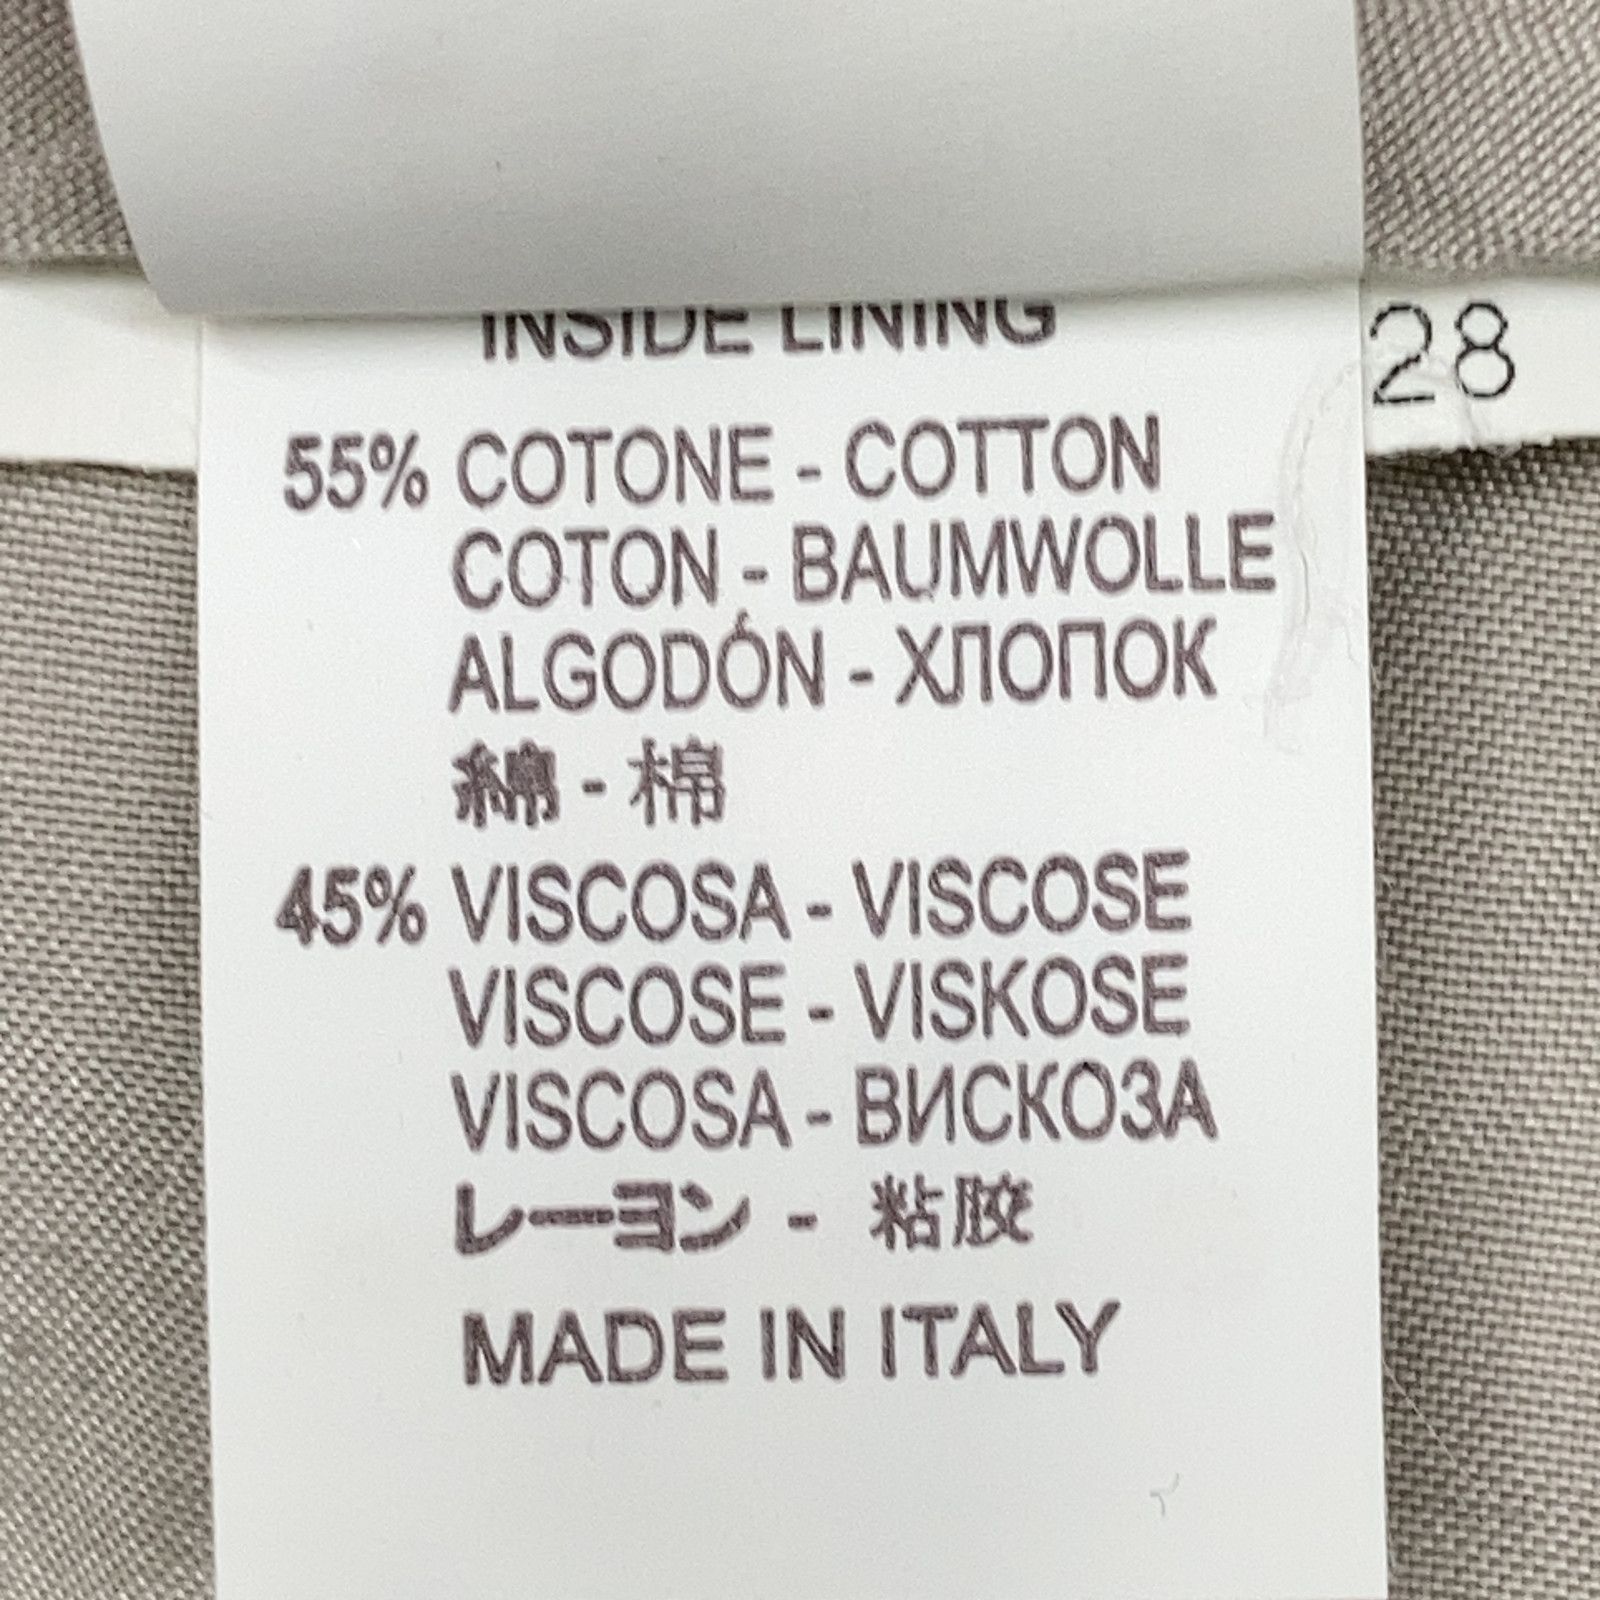 INSIDE LINING
28
55% COTONE - COTTON
COTON - BAUMWOLLE
ALGODÓN - ХЛОПОК
綿 - 棉
45% VISCOSA - VISCOSE
VISCOSE - VISKOSE
VISCOSA - ВИСКОЗА
レーヨン - 粘胶
MADE IN ITALY